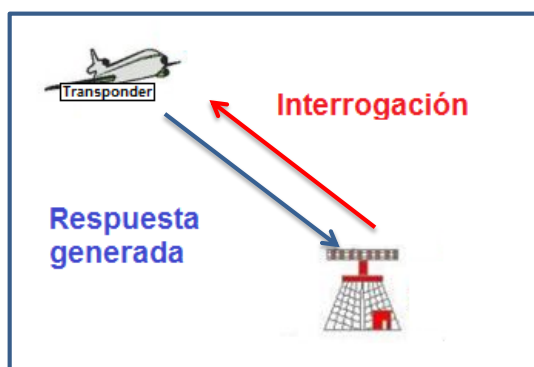 Transponder
Interrogación
Respuesta
generada